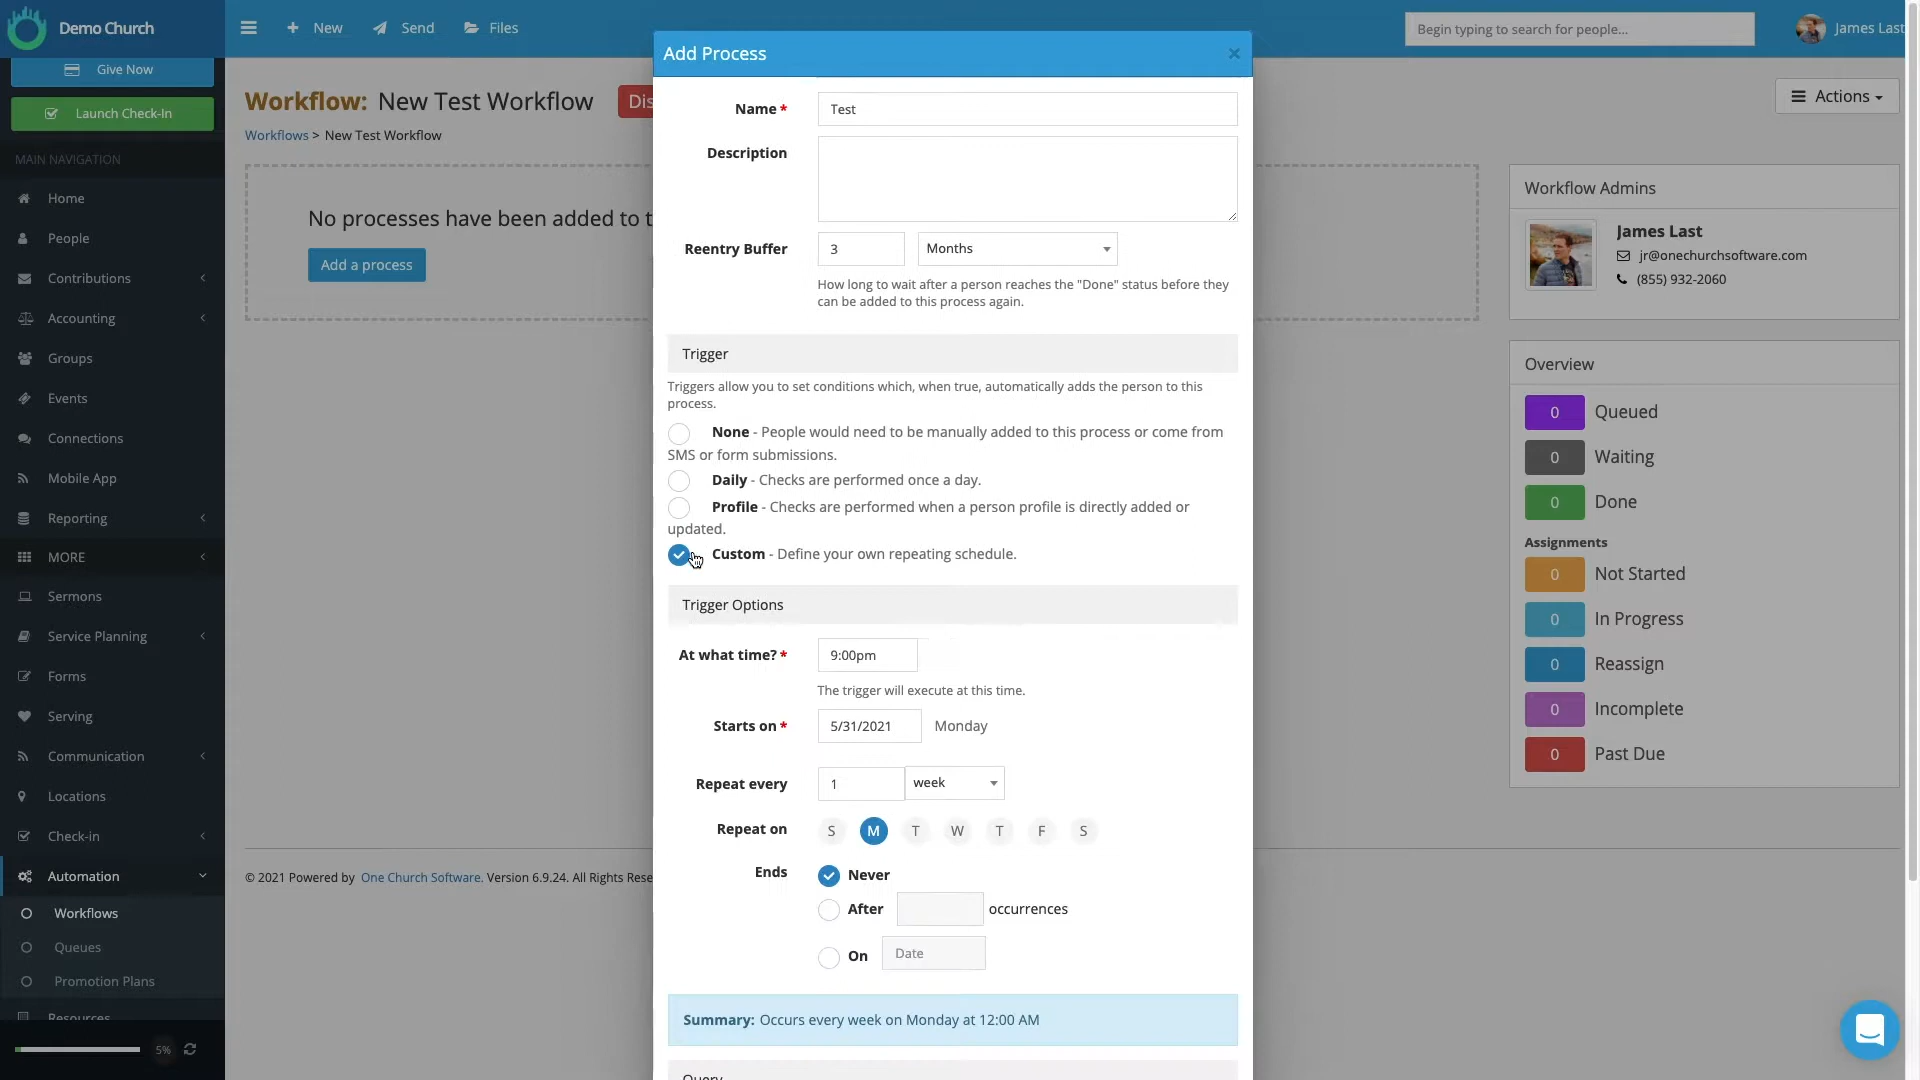 Demo Church
New
Send
Files
Begin typing to search for people...
James Last
Give Now
Launch Check-In
MAIN NAVIGATION
Home
People
Contributions
Accounting
Groups
Events
Connections
Mobile App
Reporting
MORE
Sermons
Service Planning
Forms
Serving
Communication
Locations
Check-in
Automation
Workflows
Queues
Promotion Plans
Resources
5%
Workflow: New Test Workflow
Dis
Actions
Workflows > New Test Workflow
No processes have been added to t
Add a process
© 2021 Powered by One Church Software. Version 6.9.24. All Rights Rese
Add Process
×
Name *
Test
Description
Reentry Buffer
3
Months
How long to wait after a person reaches the "Done" status before they
can be added to this process again.
Trigger
Triggers allow you to set conditions which, when true, automatically adds the person to this
process.
None - People would need to be manually added to this process or come from
SMS or form submissions.
Daily - Checks are performed once a day.
Profile - Checks are performed when a person profile is directly added or
updated.
Custom - Define your own repeating schedule.
Trigger Options
At what time? *
9:00pm
The trigger will execute at this time.
Starts on *
5/31/2021
Monday
Repeat every
1
week
Repeat on
S M T W T F S
Ends
Never
After
occurrences
On
Date
Summary: Occurs every week on Monday at 12:00 AM
Query
Workflow Admins
James Last
jr@onechurchsoftware.com
(855) 932-2060
Overview
0 Queued
0 Waiting
0 Done
Assignments
0 Not Started
0 In Progress
0 Reassign
0 Incomplete
0 Past Due